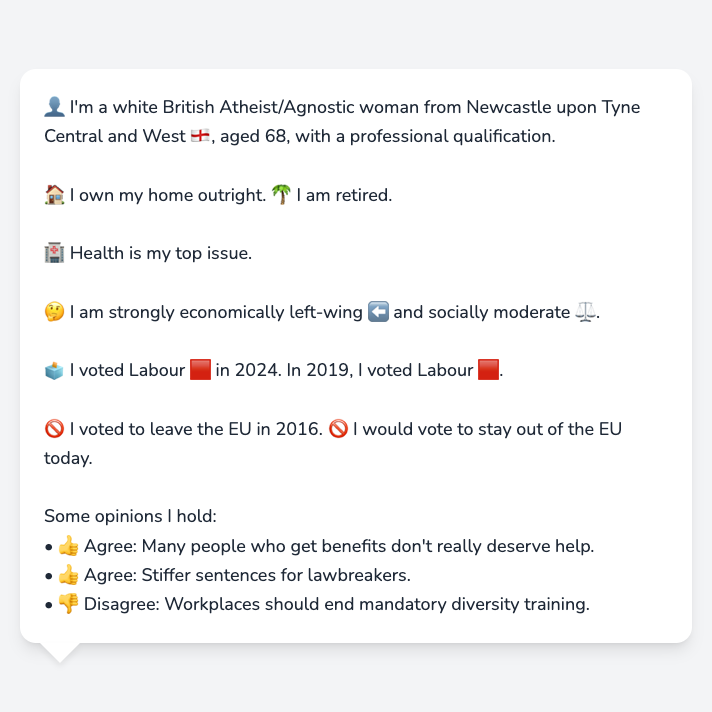 👤 I'm a white British Atheist/Agnostic woman from Newcastle upon Tyne
Central and West 🏴󠁧󠁢󠁥󠁮󠁧󠁿, aged 68, with a professional qualification.
🏠 I own my home outright. 🌴 I am retired.
🏥 Health is my top issue.
🤔 I am strongly economically left-wing ⬅️ and socially moderate ⚖️.
🗳️ I voted Labour 🟥 in 2024. In 2019, I voted Labour 🟥.
🚫 I voted to leave the EU in 2016. 🚫 I would vote to stay out of the EU
today.
Some opinions I hold:
• 👍 Agree: Many people who get benefits don't really deserve help.
• 👍 Agree: Stiffer sentences for lawbreakers.
• 👎 Disagree: Workplaces should end mandatory diversity training.